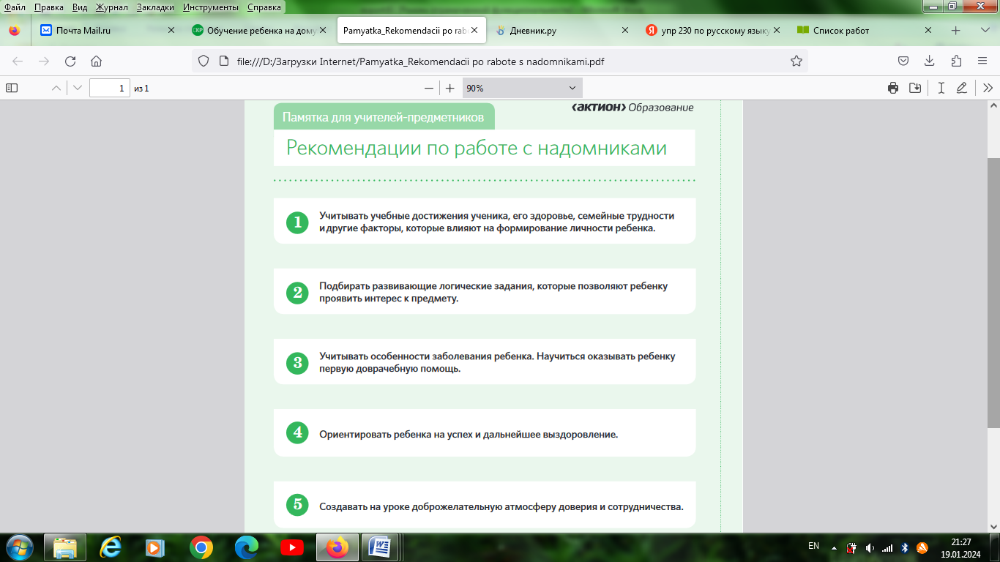 Файл Правка Вид Журнал Закладки Инструменты Справка
Почта Mail.ru
СКР Обучение ребенка на дому
Pamyatka_Rekomendacii po rab
Дневник.ру
Я упр 230 по русскому языку
Список работ
file:///D:/Загрузки Internet/Pamyatka_Rekomendacii po rabote s nadomnikami.pdf
1 из 1
90%
Памятка для учителей-предметников
‹актион› Образование
Рекомендации по работе с надомниками
1
Учитывать учебные достижения ученика, его здоровье, семейные трудности
и другие факторы, которые влияют на формирование личности ребенка.
2
Подбирать развивающие логические задания, которые позволяют ребенку
проявить интерес к предмету.
3
Учитывать особенности заболевания ребенка. Научиться оказывать ребенку
первую доврачебную помощь.
4
Ориентировать ребенка на успех и дальнейшее выздоровление.
5
Создавать на уроке доброжелательную атмосферу доверия и сотрудничества.
EN
21:27
19.01.2024